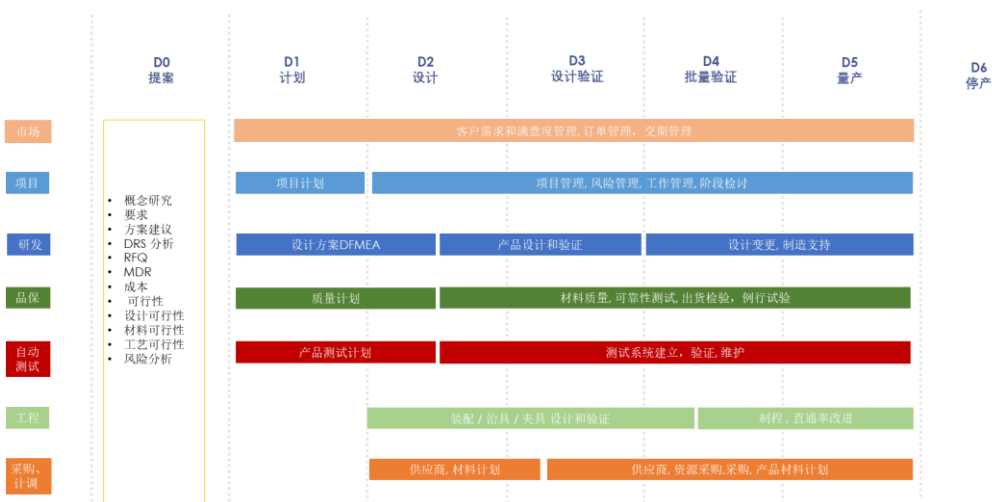 D0
提案
D1
计划
D2
设计
D3
设计验证
D4
批量验证
D5
量产
D6
停产
市场
客户需求和满意度管理, 订单管理，交期管理
项目
项目计划
项目管理, 风险管理, 工作管理, 阶段检讨
• 概念研究
• 要求
• 方案建议
• DRS 分析
• RFQ
• MDR
• 成本
• 可行性
• 设计可行性
• 材料可行性
• 工艺可行性
• 风险分析
研发
设计方案DFMEA
产品设计和验证
设计变更, 制造支持
品保
质量计划
材料质量, 可靠性测试, 出货检验，例行试验
自动
测试
产品测试计划
测试系统建立，验证, 维护
工程
装配 / 治具 / 夹具 设计和验证
制程, 直通率改进
采购、
计调
供应商, 材料计划
供应商, 资源采购,采购, 产品材料计划